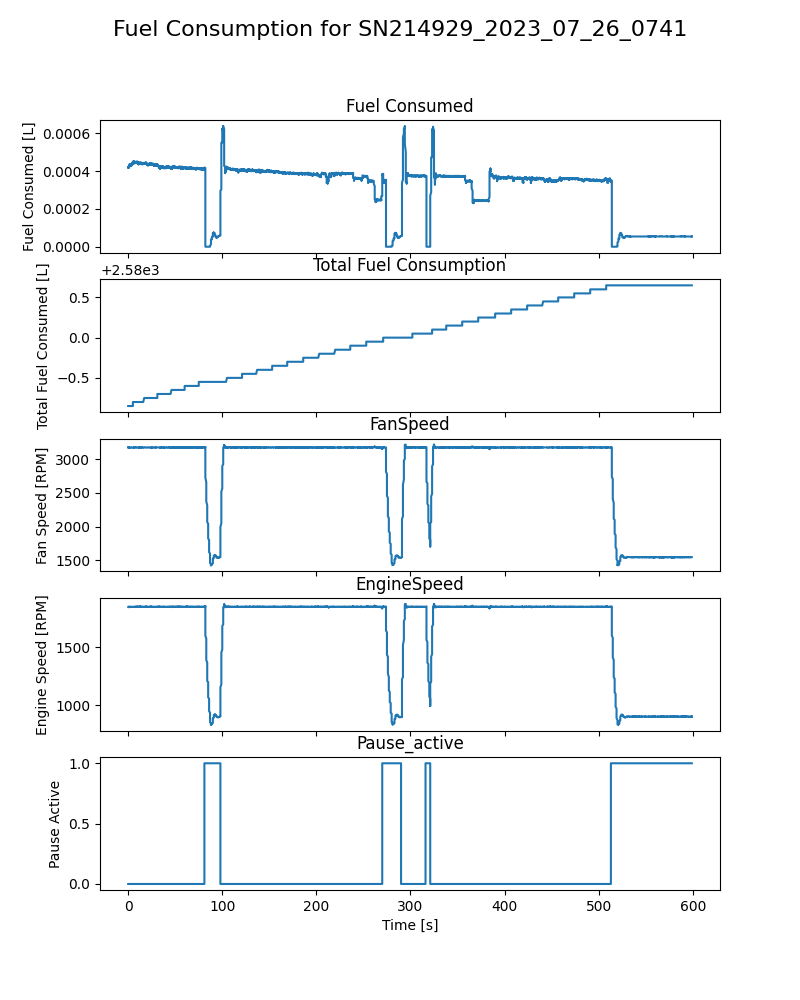 Fuel Consumption for SN214929_2023_07_26_0741
Fuel Consumed
Fuel Consumed [L]
0.0006
0.0004
0.0002
0.0000
+2.58e3
Total Fuel Consumption
Total Fuel Consumed [L]
0.5
0.0
−0.5
FanSpeed
Fan Speed [RPM]
3000
2500
2000
1500
EngineSpeed
Engine Speed [RPM]
1500
1000
Pause_active
Pause Active
1.0
0.5
0.0
0 100 200 300 400 500 600
Time [s]